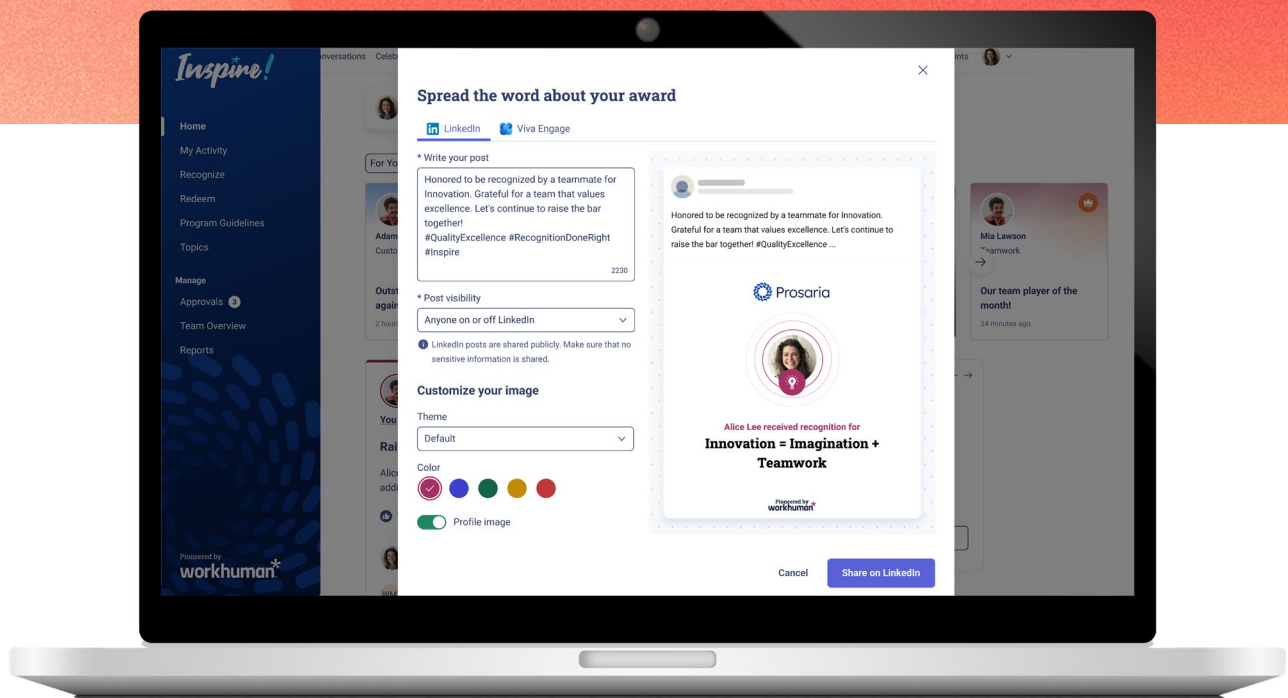 Inspire!
Home
My Activity
Recognize
Redeem
Program Guidelines
Topics
Manage
Approvals 3
Team Overview
Reports
Pioneered by
workhuman*
For Yo
Adam
Custo
Outst
again
2 hour
You
Rai
Alice
addi
WM
Spread the word about your award
in LinkedIn
Viva Engage
* Write your post
Honored to be recognized by a teammate for
Innovation. Grateful for a team that values
excellence. Let's continue to raise the bar
together!
#QualityExcellence #RecognitionDoneRight
#Inspire
2230
* Post visibility
Anyone on or off LinkedIn
LinkedIn posts are shared publicly. Make sure that no
sensitive information is shared.
Customize your image
Theme
Default
Color
Profile image
Honored to be recognized by a teammate for Innovation.
Grateful for a team that values excellence. Let's continue to
raise the bar together! #QualityExcellence ...
Prosaria
Alice Lee received recognition for
Innovation = Imagination +
Teamwork
Pioneered by
workhuman*
Cancel
Share on LinkedIn
Mia Lawson
Our team player of the
month!
34 minutes ago